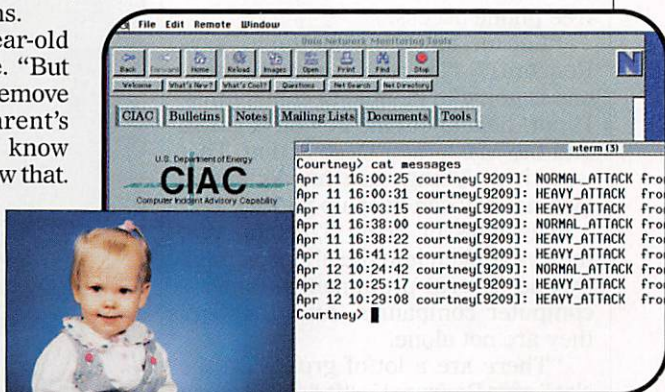 ns.
ear-old
e. “But
emove
arent's
know
w that.
File Edit Remote Window
Data Network Monitoring Tools
Back Forward Home Reload Images Open Print Find Stop
Welcome What's New? What's Cool? Questions Net Search Net Directory
N
CIAC Bulletins Notes Mailing Lists Documents Tools
U.S. Department of Energy
CIAC
Computer Incident Advisory Capability
xterm (3)
Courtney> cat messages
Apr 11 16:00:25 courtney[9209]: NORMAL_ATTACK from
Apr 11 16:00:31 courtney[9209]: HEAVY_ATTACK from
Apr 11 16:03:15 courtney[9209]: HEAVY_ATTACK from
Apr 11 16:38:00 courtney[9209]: NORMAL_ATTACK from
Apr 11 16:38:22 courtney[9209]: HEAVY_ATTACK from
Apr 11 16:41:12 courtney[9209]: HEAVY_ATTACK from
Apr 12 10:24:42 courtney[9209]: NORMAL_ATTACK from
Apr 12 10:25:17 courtney[9209]: HEAVY_ATTACK from
Apr 12 10:29:08 courtney[9209]: HEAVY_ATTACK from
Courtney>